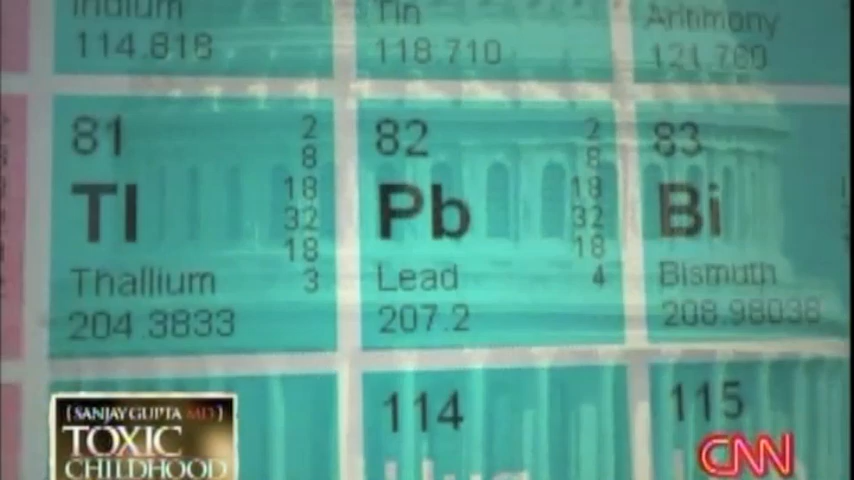 Indium
114.818
Tin
118.710
Antimony
121.760
81
Tl
Thallium
204.3833
2
8
18
32
18
3
82
Pb
Lead
207.2
2
8
18
32
18
4
83
Bi
Bismuth
208.98038
114
115
{ SANJAY GUPTA MD }
TOXIC
CHILDHOOD
CNN